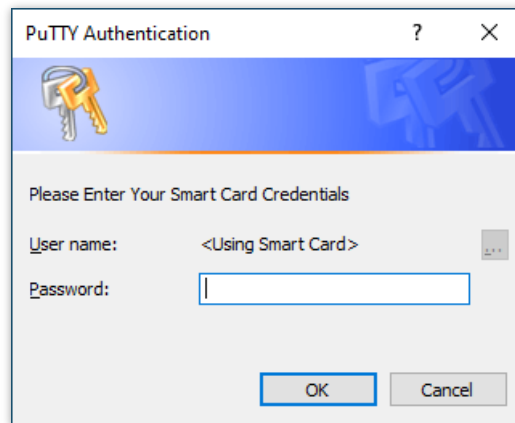 PuTTY Authentication
Please Enter Your Smart Card Credentials
User name: <Using Smart Card> ...
Password:
OK Cancel